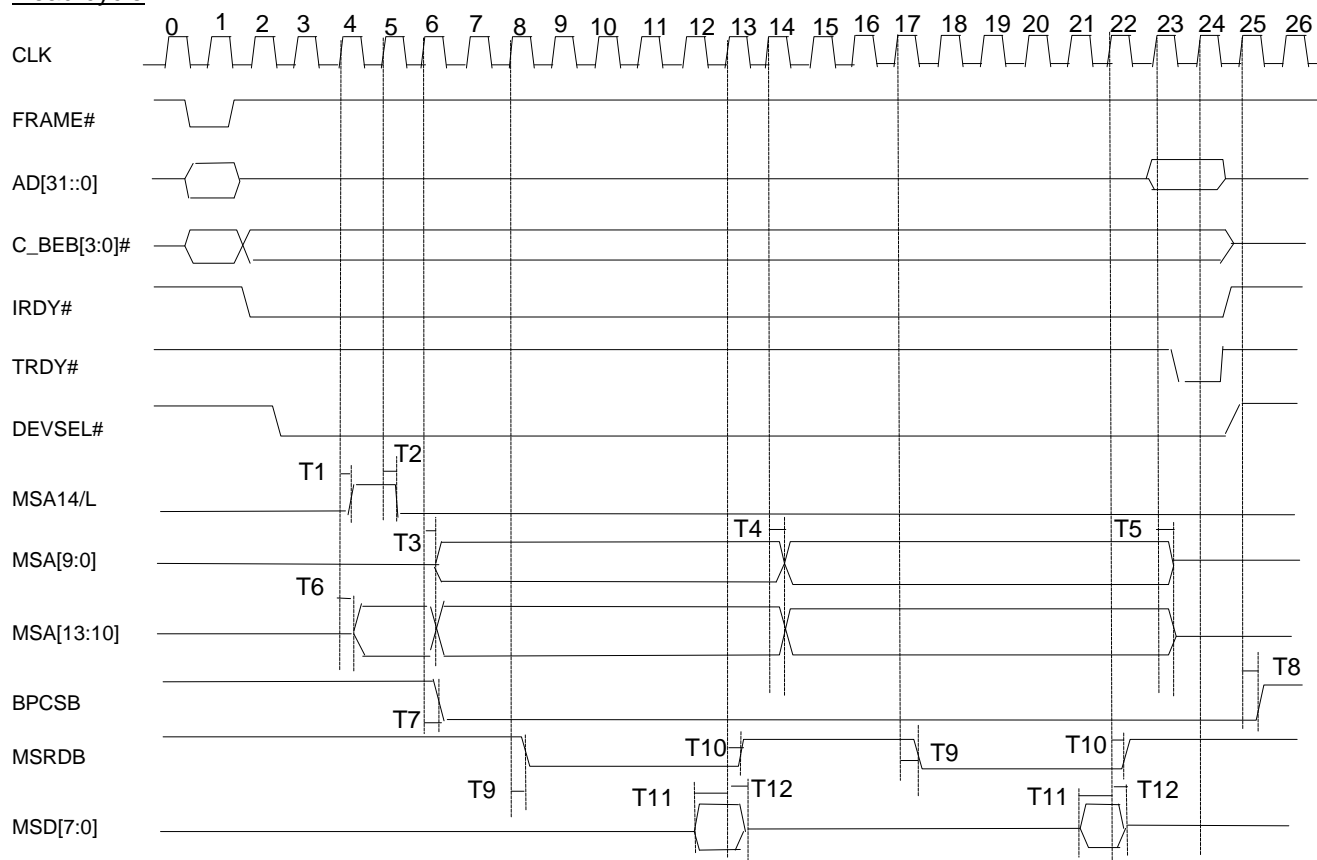 0 1 2 3 4 5 6 7 8 9 10 11 12 13 14 15 16 17 18 19 20 21 22 23 24 25 26
CLK
FRAME#
AD[31::0]
C_BEB[3:0]#
IRDY#
TRDY#
DEVSEL#
T1 T2
MSA14/L
T3 T4 T5
MSA[9:0]
T6
MSA[13:10]
T8
BPCSB
T7
T10 T9 T10
MSRDB
T9 T11 T12 T11 T12
MSD[7:0]